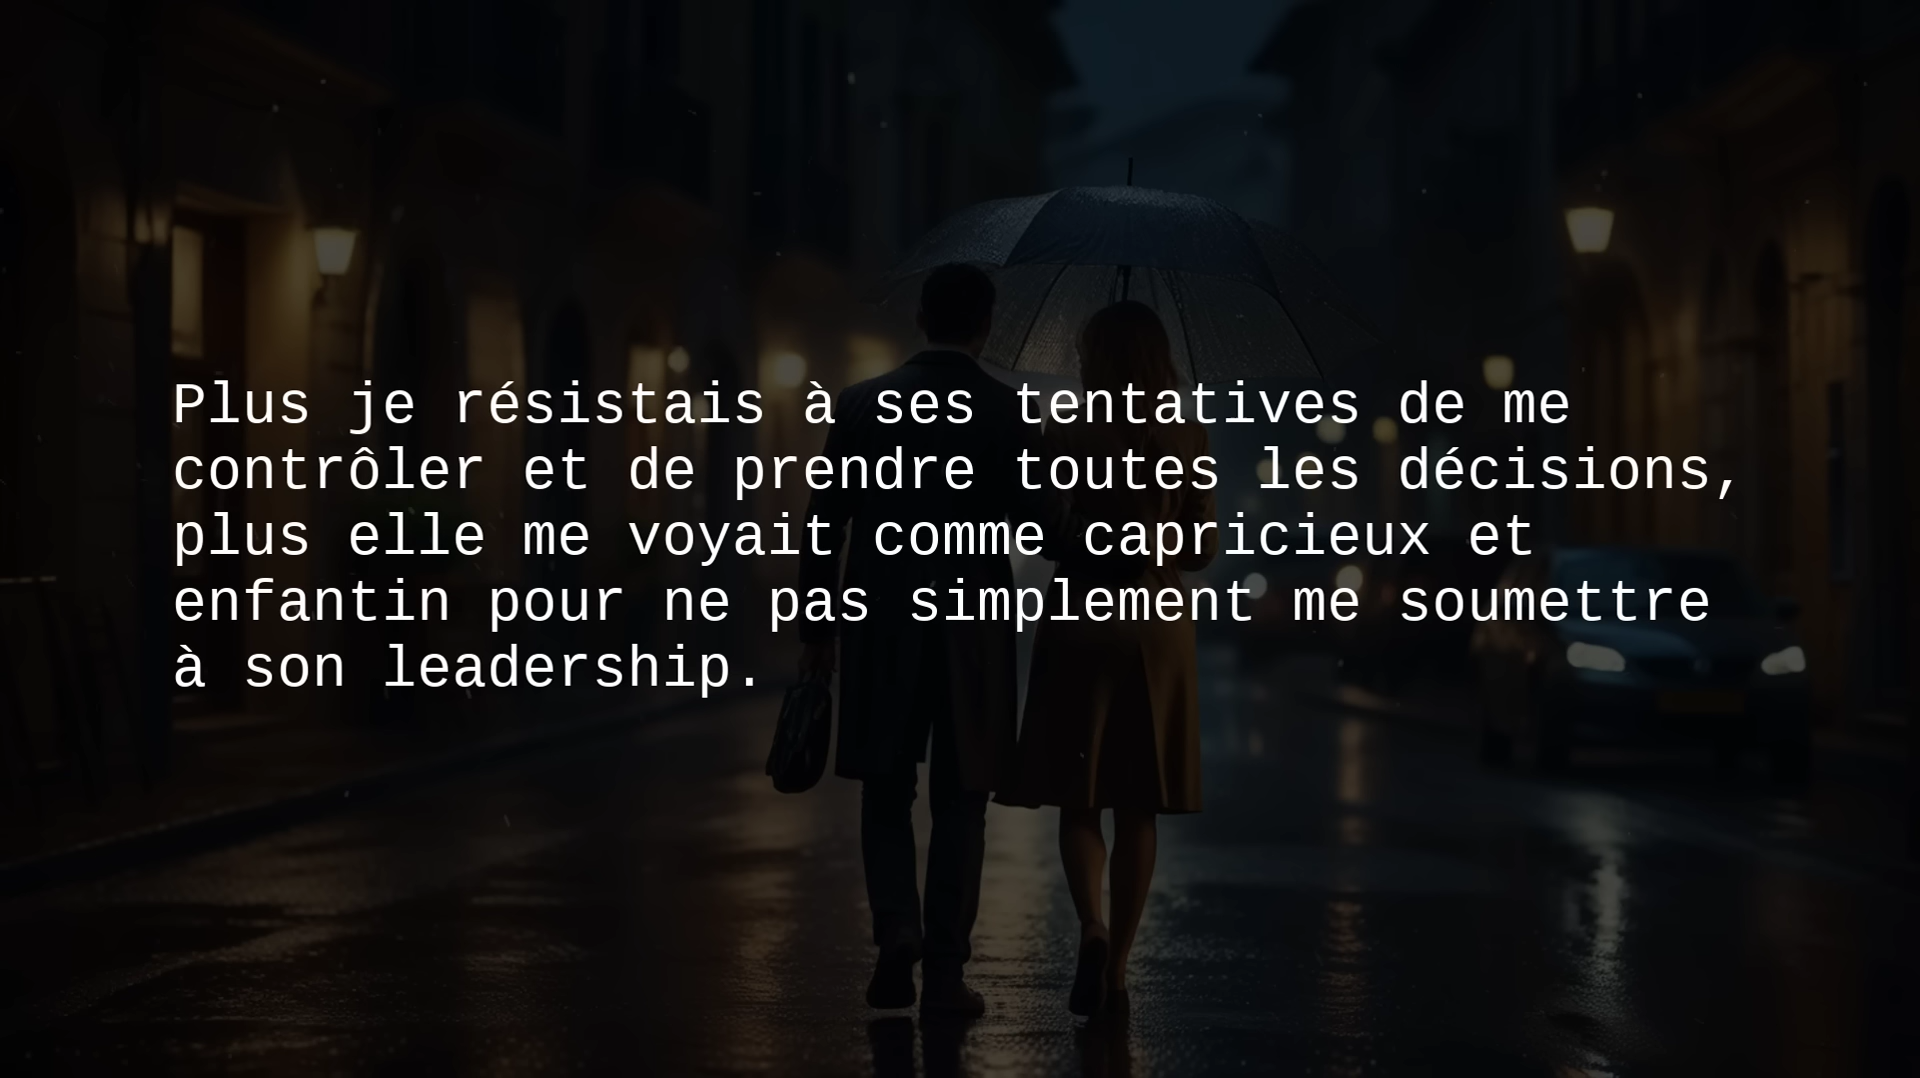 Plus je résistais à ses tentatives de me
contrôler et de prendre toutes les décisions,
plus elle me voyait comme capricieux et
enfantin pour ne pas simplement me soumettre
à son leadership.